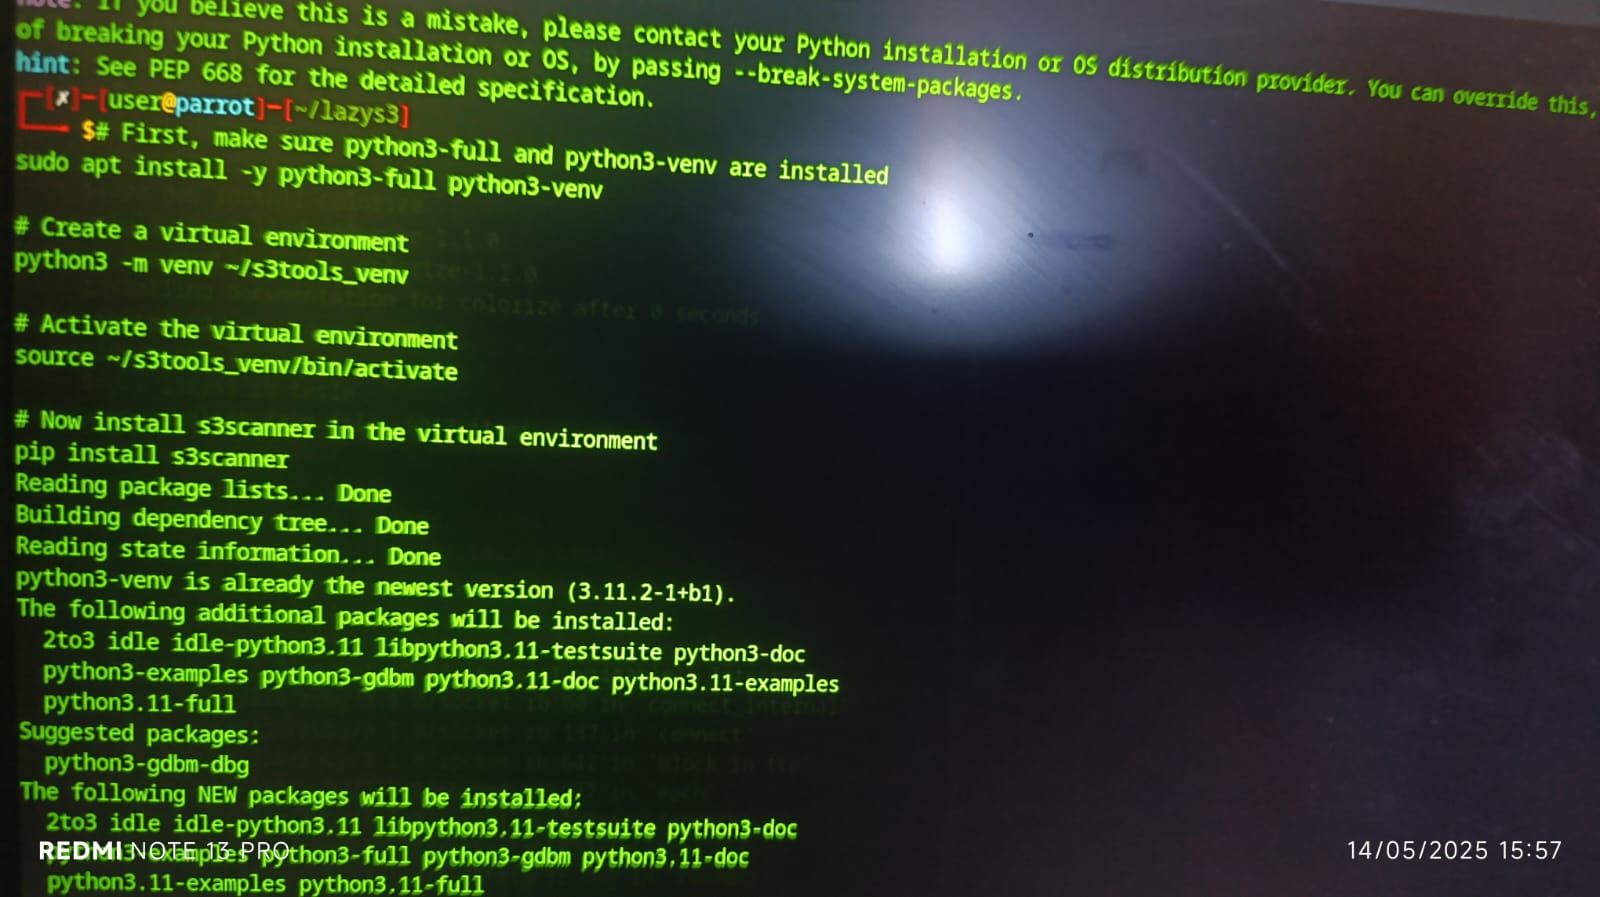 note: If you believe this is a mistake, please contact your Python installation or OS distribution provider. You can override this,
of breaking your Python installation or OS, by passing --break-system-packages.
hint: See PEP 668 for the detailed specification.
┌─[✗]─[user@parrot]─[~/lazys3]
└──╼ $# First, make sure python3-full and python3-venv are installed
sudo apt install -y python3-full python3-venv
# Create a virtual environment
python3 -m venv ~/s3tools_venv
# Activate the virtual environment
source ~/s3tools_venv/bin/activate
# Now install s3scanner in the virtual environment
pip install s3scanner
Reading package lists... Done
Building dependency tree... Done
Reading state information... Done
python3-venv is already the newest version (3.11.2-1+b1).
The following additional packages will be installed:
2to3 idle idle-python3.11 libpython3.11-testsuite python3-doc
python3-examples python3-gdbm python3.11-doc python3.11-examples
python3.11-full
Suggested packages:
python3-gdbm-dbg
The following NEW packages will be installed:
2to3 idle idle-python3.11 libpython3.11-testsuite python3-doc
python3-examples python3-full python3-gdbm python3.11-doc
python3.11-examples python3.11-full
REDMI NOTE 13 PRO
14/05/2025 15:57